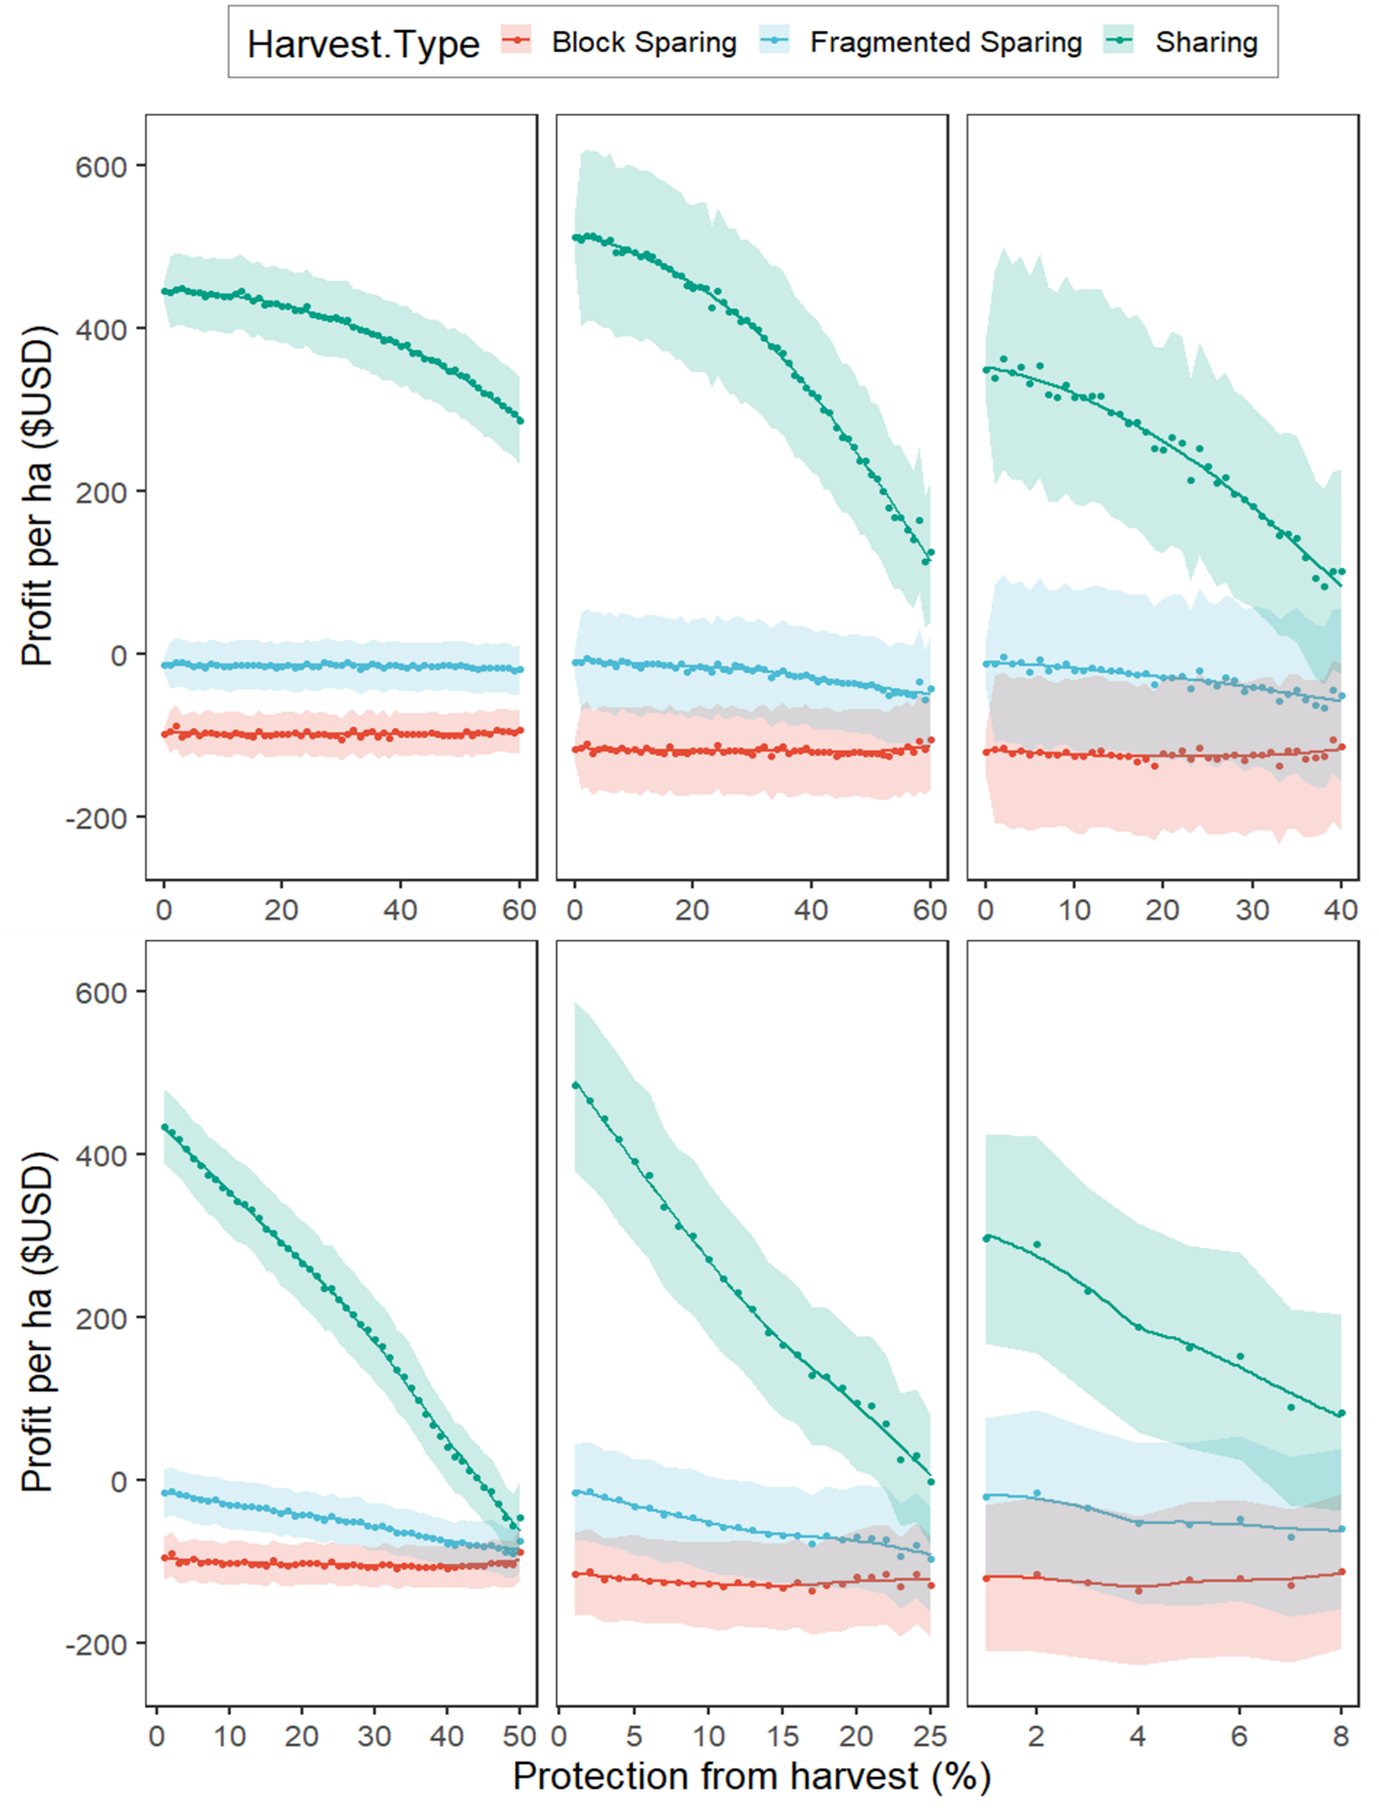 Harvest.Type Block Sparing Fragmented Sparing Sharing
Profit per ha ($USD)
600
400
200
0
-200
0 20 40 60
0 20 40 60
0 10 20 30 40
Profit per ha ($USD)
600
400
200
0
-200
0 10 20 30 40 50
0 5 10 15 20 25
2 4 6 8
Protection from harvest (%)